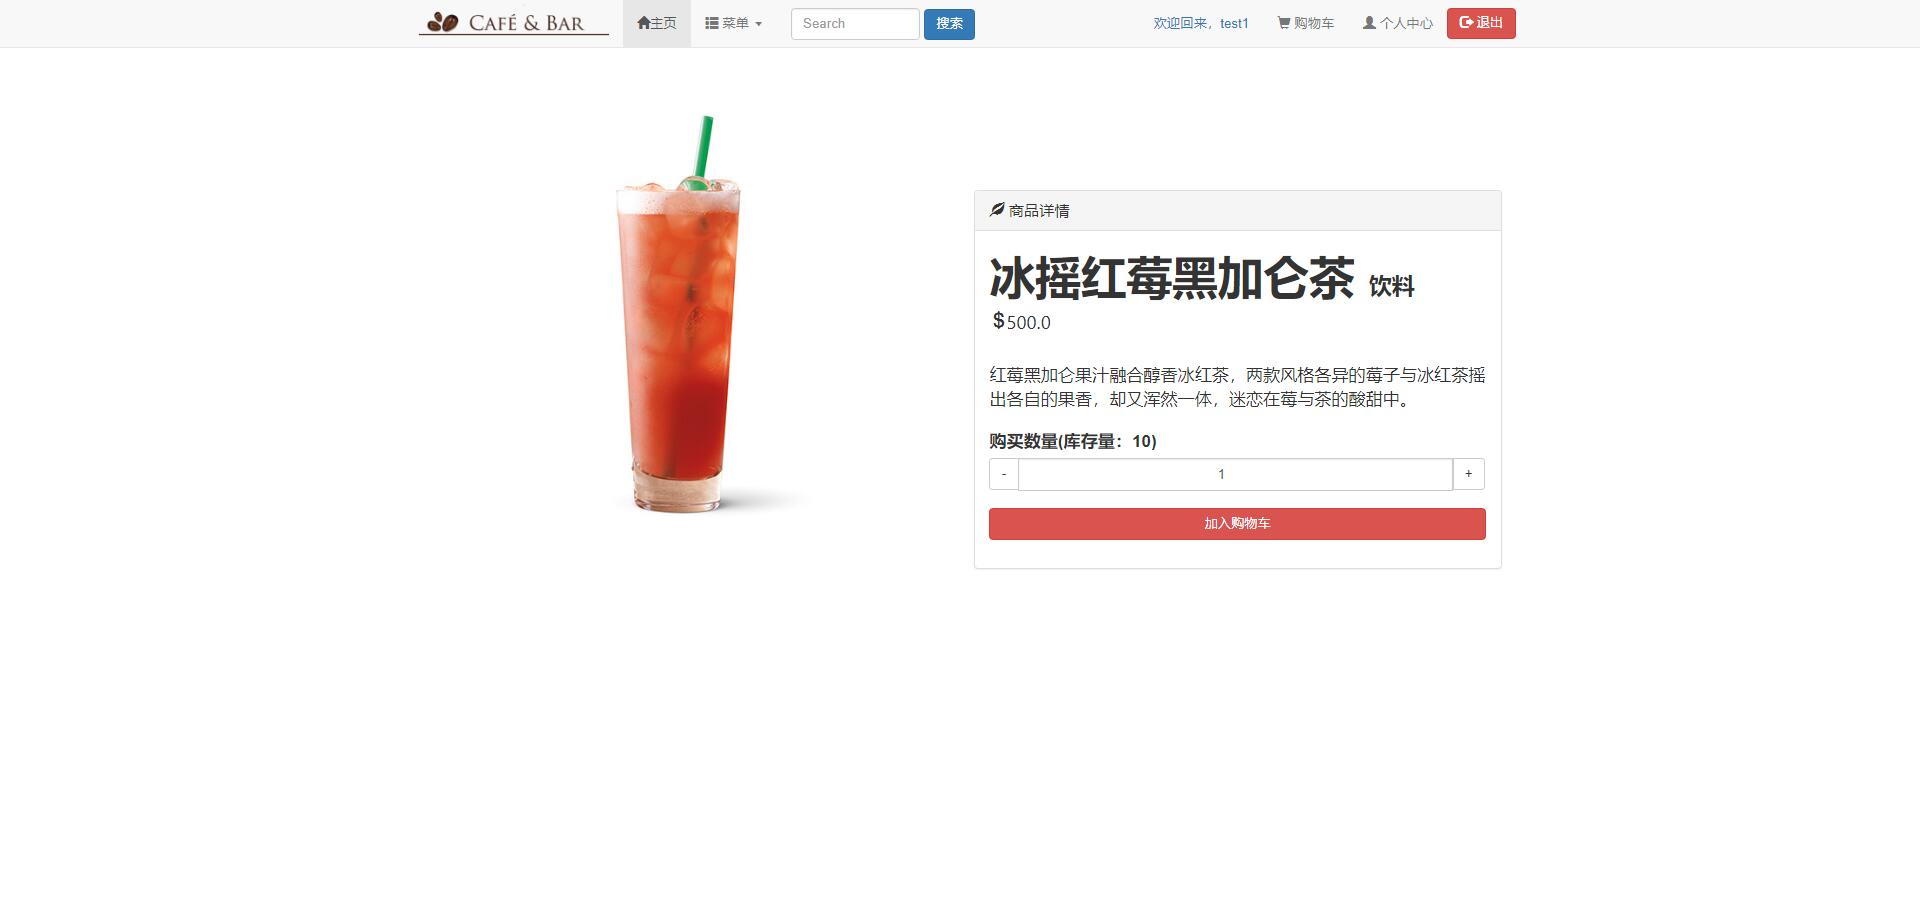 CAFÉ & BAR
主页
菜单
Search
搜索
欢迎回来，test1
购物车
个人中心
退出
商品详情
冰摇红莓黑加仑茶 饮料
$500.0
红莓黑加仑果汁融合醇香冰红茶，两款风格各异的莓子与冰红茶摇
出各自的果香，却又浑然一体，迷恋在莓与茶的酸甜中。
购买数量(库存量：10)
- 1 +
加入购物车